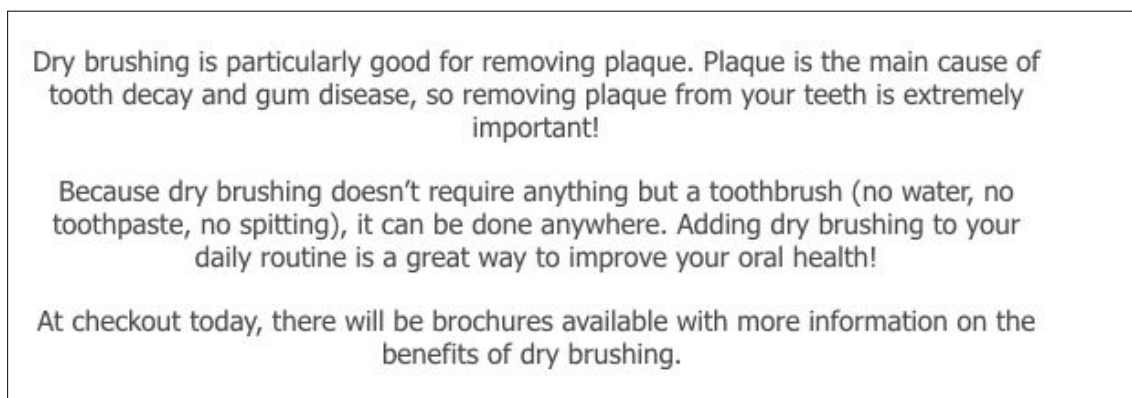 Dry brushing is particularly good for removing plaque. Plaque is the main cause of
tooth decay and gum disease, so removing plaque from your teeth is extremely
important!
Because dry brushing doesn’t require anything but a toothbrush (no water, no
toothpaste, no spitting), it can be done anywhere. Adding dry brushing to your
daily routine is a great way to improve your oral health!
At checkout today, there will be brochures available with more information on the
benefits of dry brushing.